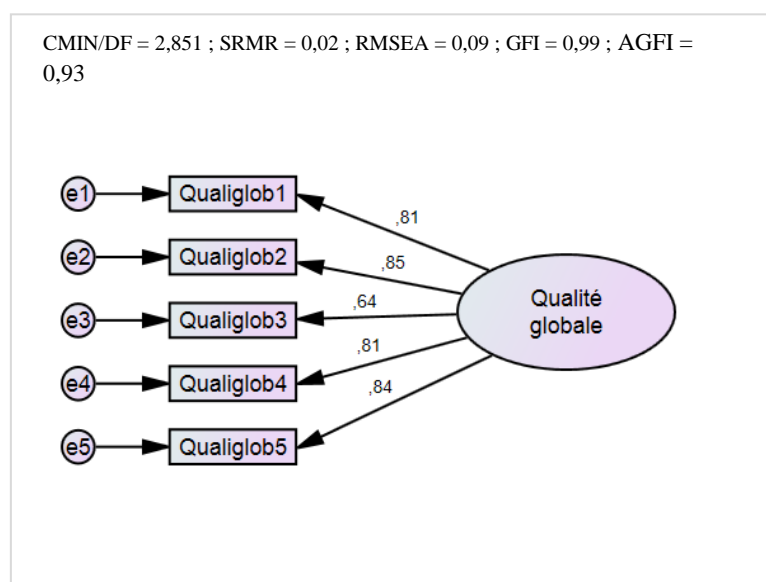 CMIN/DF = 2,851 ; SRMR = 0,02 ; RMSEA = 0,09 ; GFI = 0,99 ; AGFI =
0,93
e1 Qualiglob1 ,81
e2 Qualiglob2 ,85
e3 Qualiglob3 ,64
e4 Qualiglob4 ,81
e5 Qualiglob5 ,84
Qualité
globale